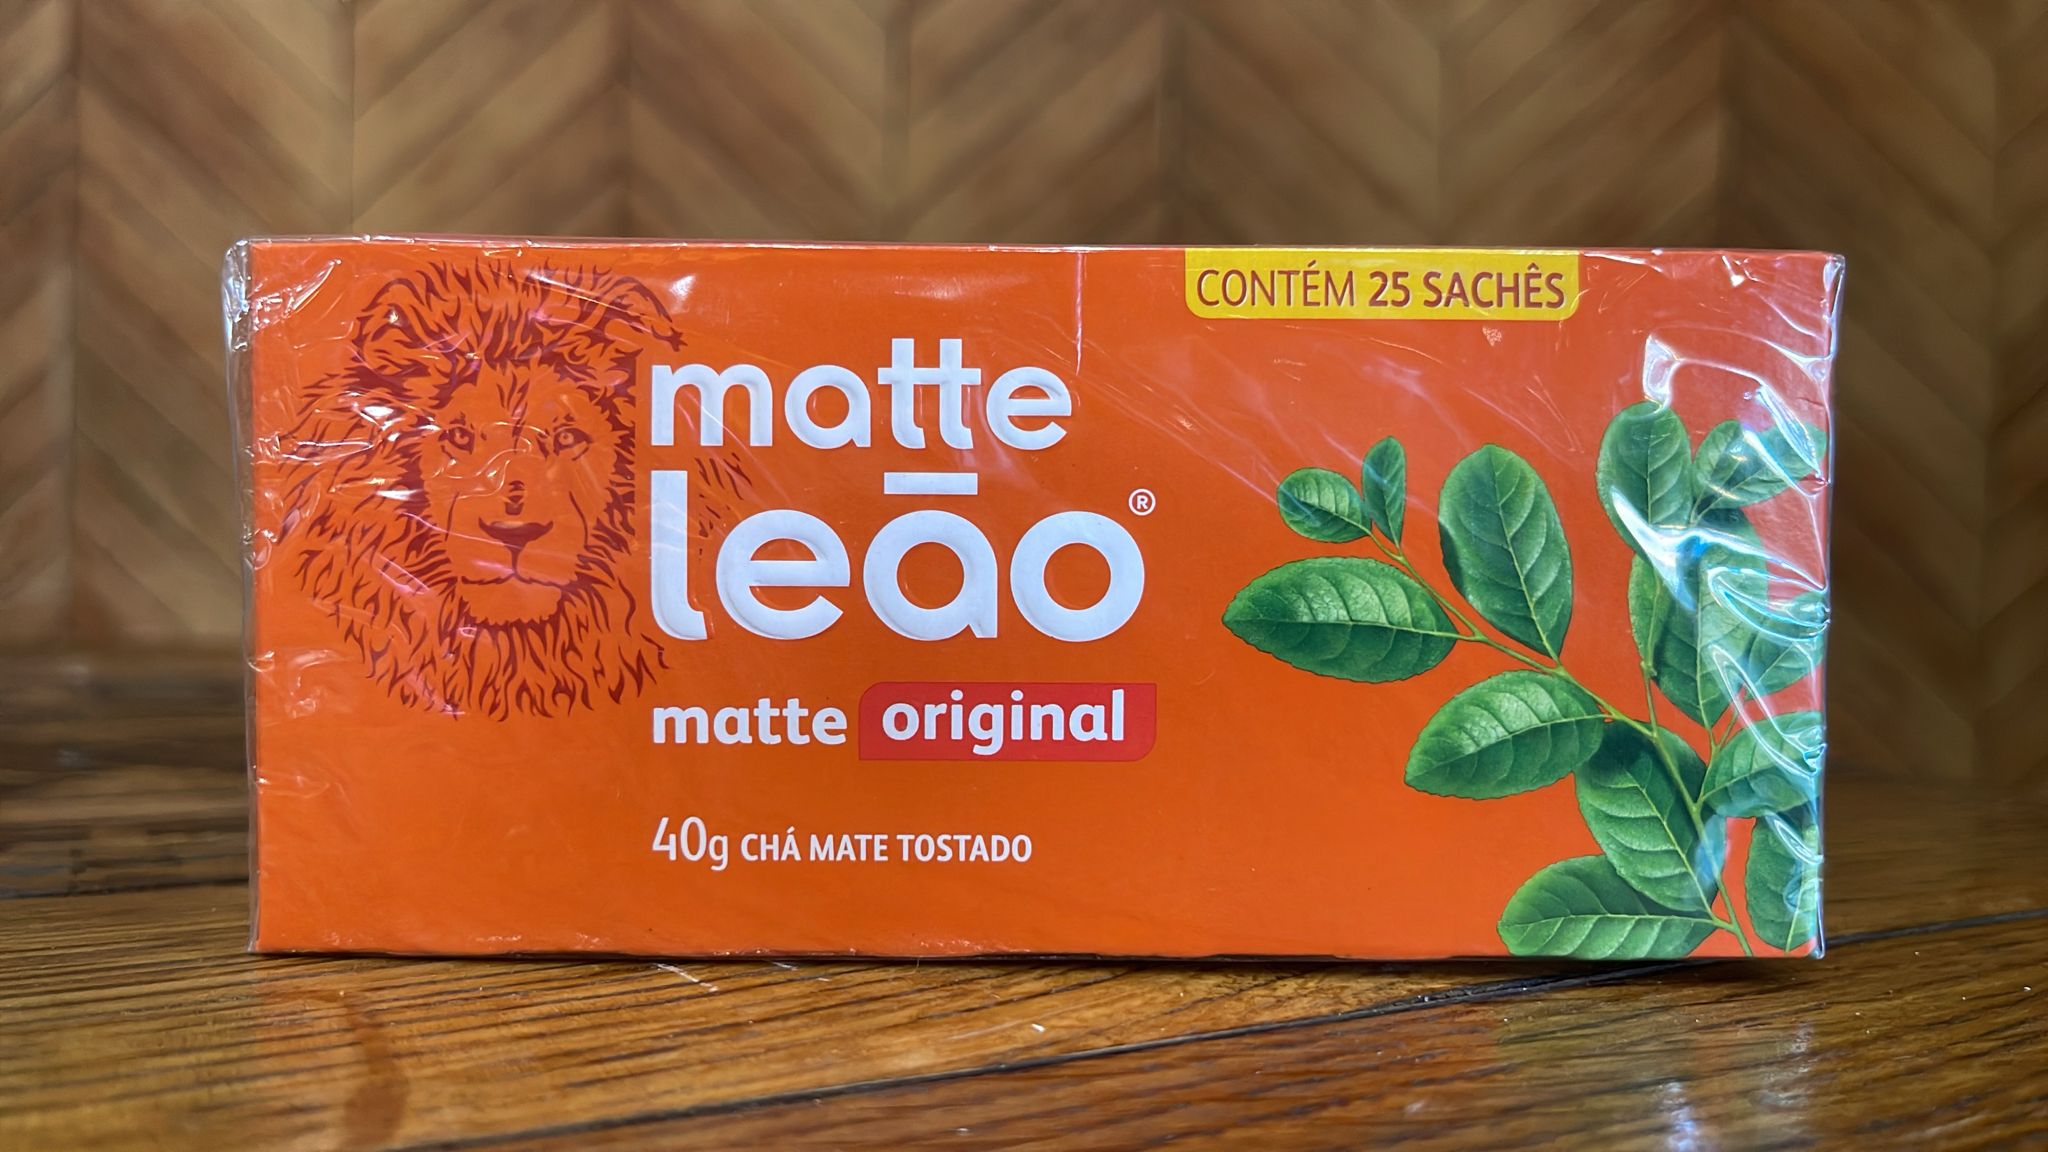 CONTÉM 25 SACHÊS
matte
leão®
matte original
40g CHÁ MATE TOSTADO